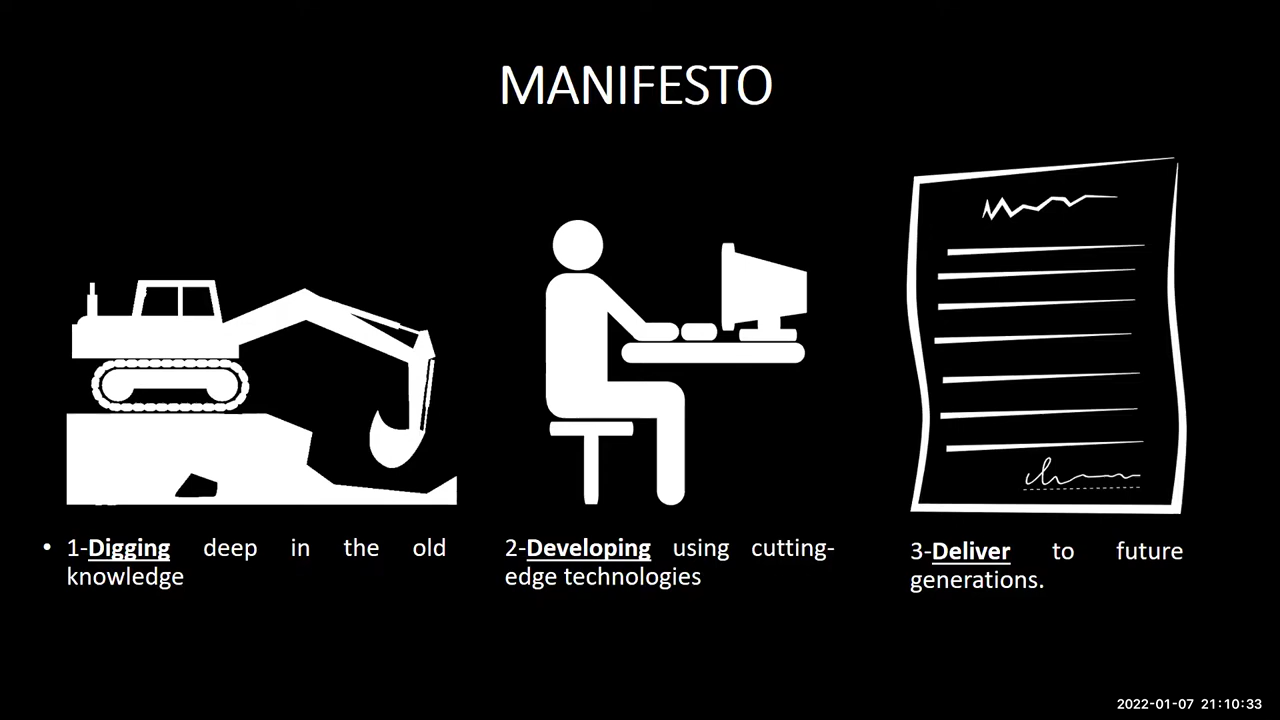 MANIFESTO
• 1-Digging deep in the old
knowledge
2-Developing using cutting-
edge technologies
3-Deliver to future
generations.
2022-01-07 21:10:33